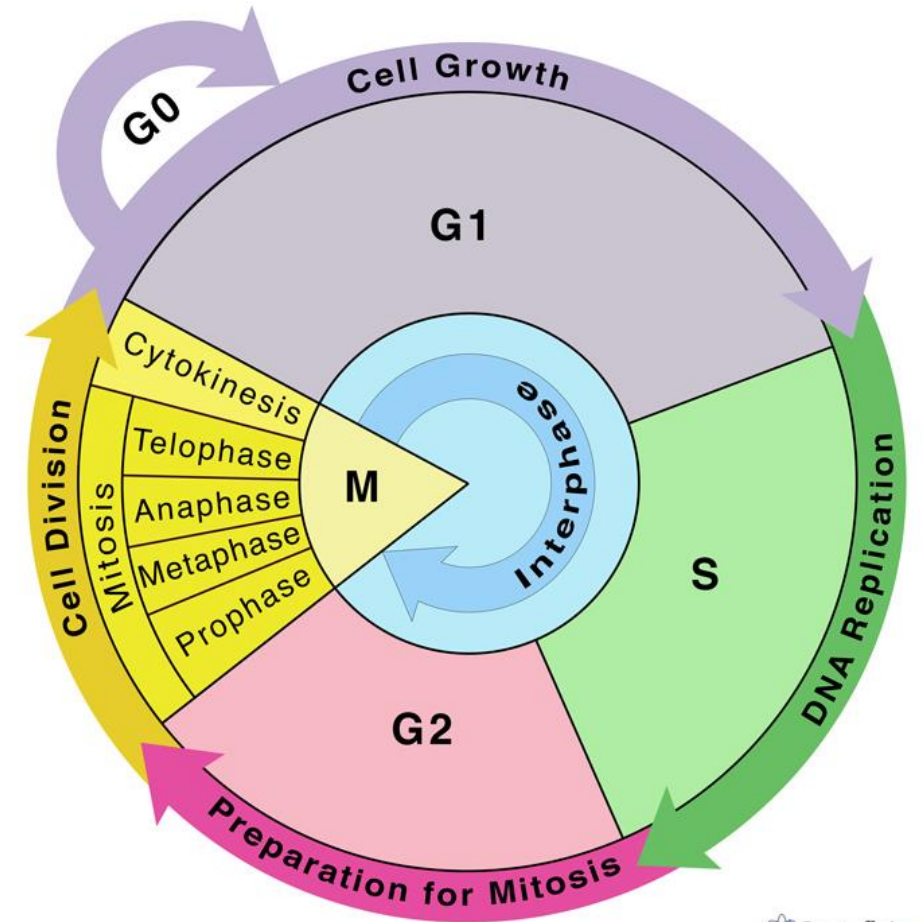 G0
Cell Growth
G1
Cytokinesis
Telophase
Anaphase
Metaphase
Prophase
Mitosis
Cell Division
M
Interphase
S
DNA Replication
G2
Preparation for Mitosis